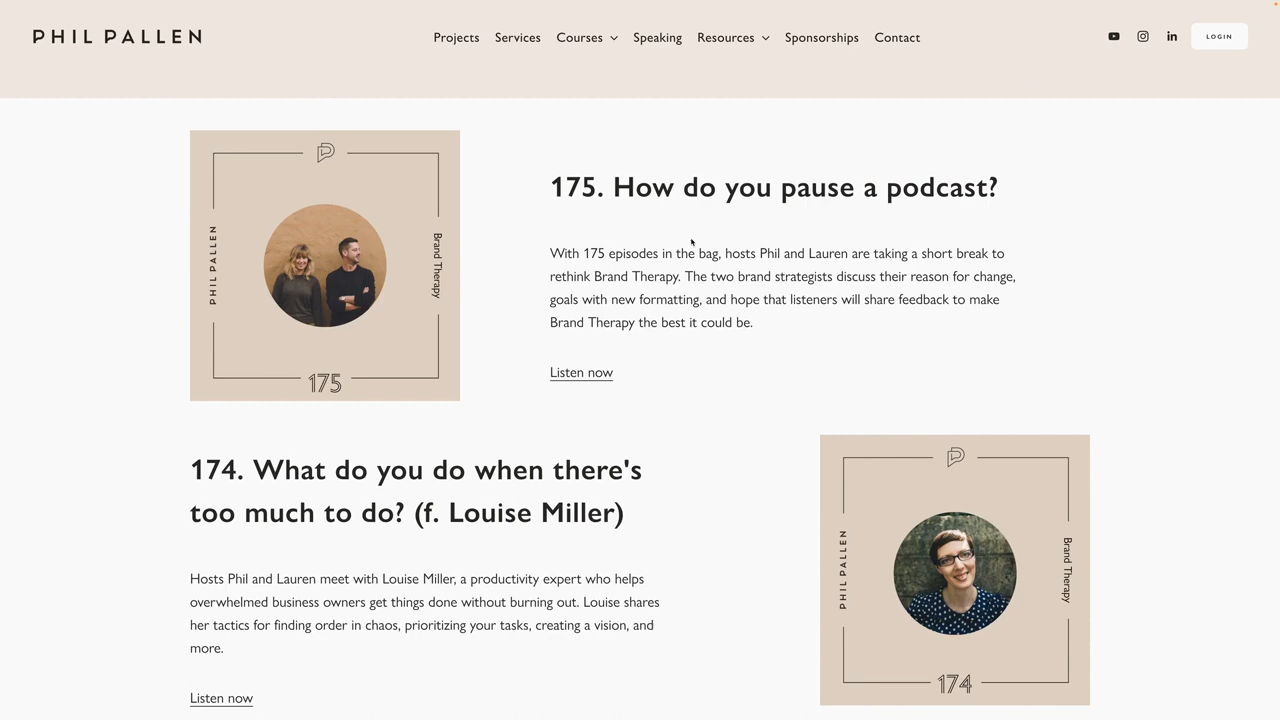 PHIL PALLEN
Projects
Services
Courses
Speaking
Resources
Sponsorships
Contact
LOGIN
PHIL PALLEN
Brand Therapy
175
175. How do you pause a podcast?
With 175 episodes in the bag, hosts Phil and Lauren are taking a short break to
rethink Brand Therapy. The two brand strategists discuss their reason for change,
goals with new formatting, and hope that listeners will share feedback to make
Brand Therapy the best it could be.
Listen now
174. What do you do when there's
too much to do? (f. Louise Miller)
Hosts Phil and Lauren meet with Louise Miller, a productivity expert who helps
overwhelmed business owners get things done without burning out. Louise shares
her tactics for finding order in chaos, prioritizing your tasks, creating a vision, and
more.
Listen now
PHIL PALLEN
Brand Therapy
174